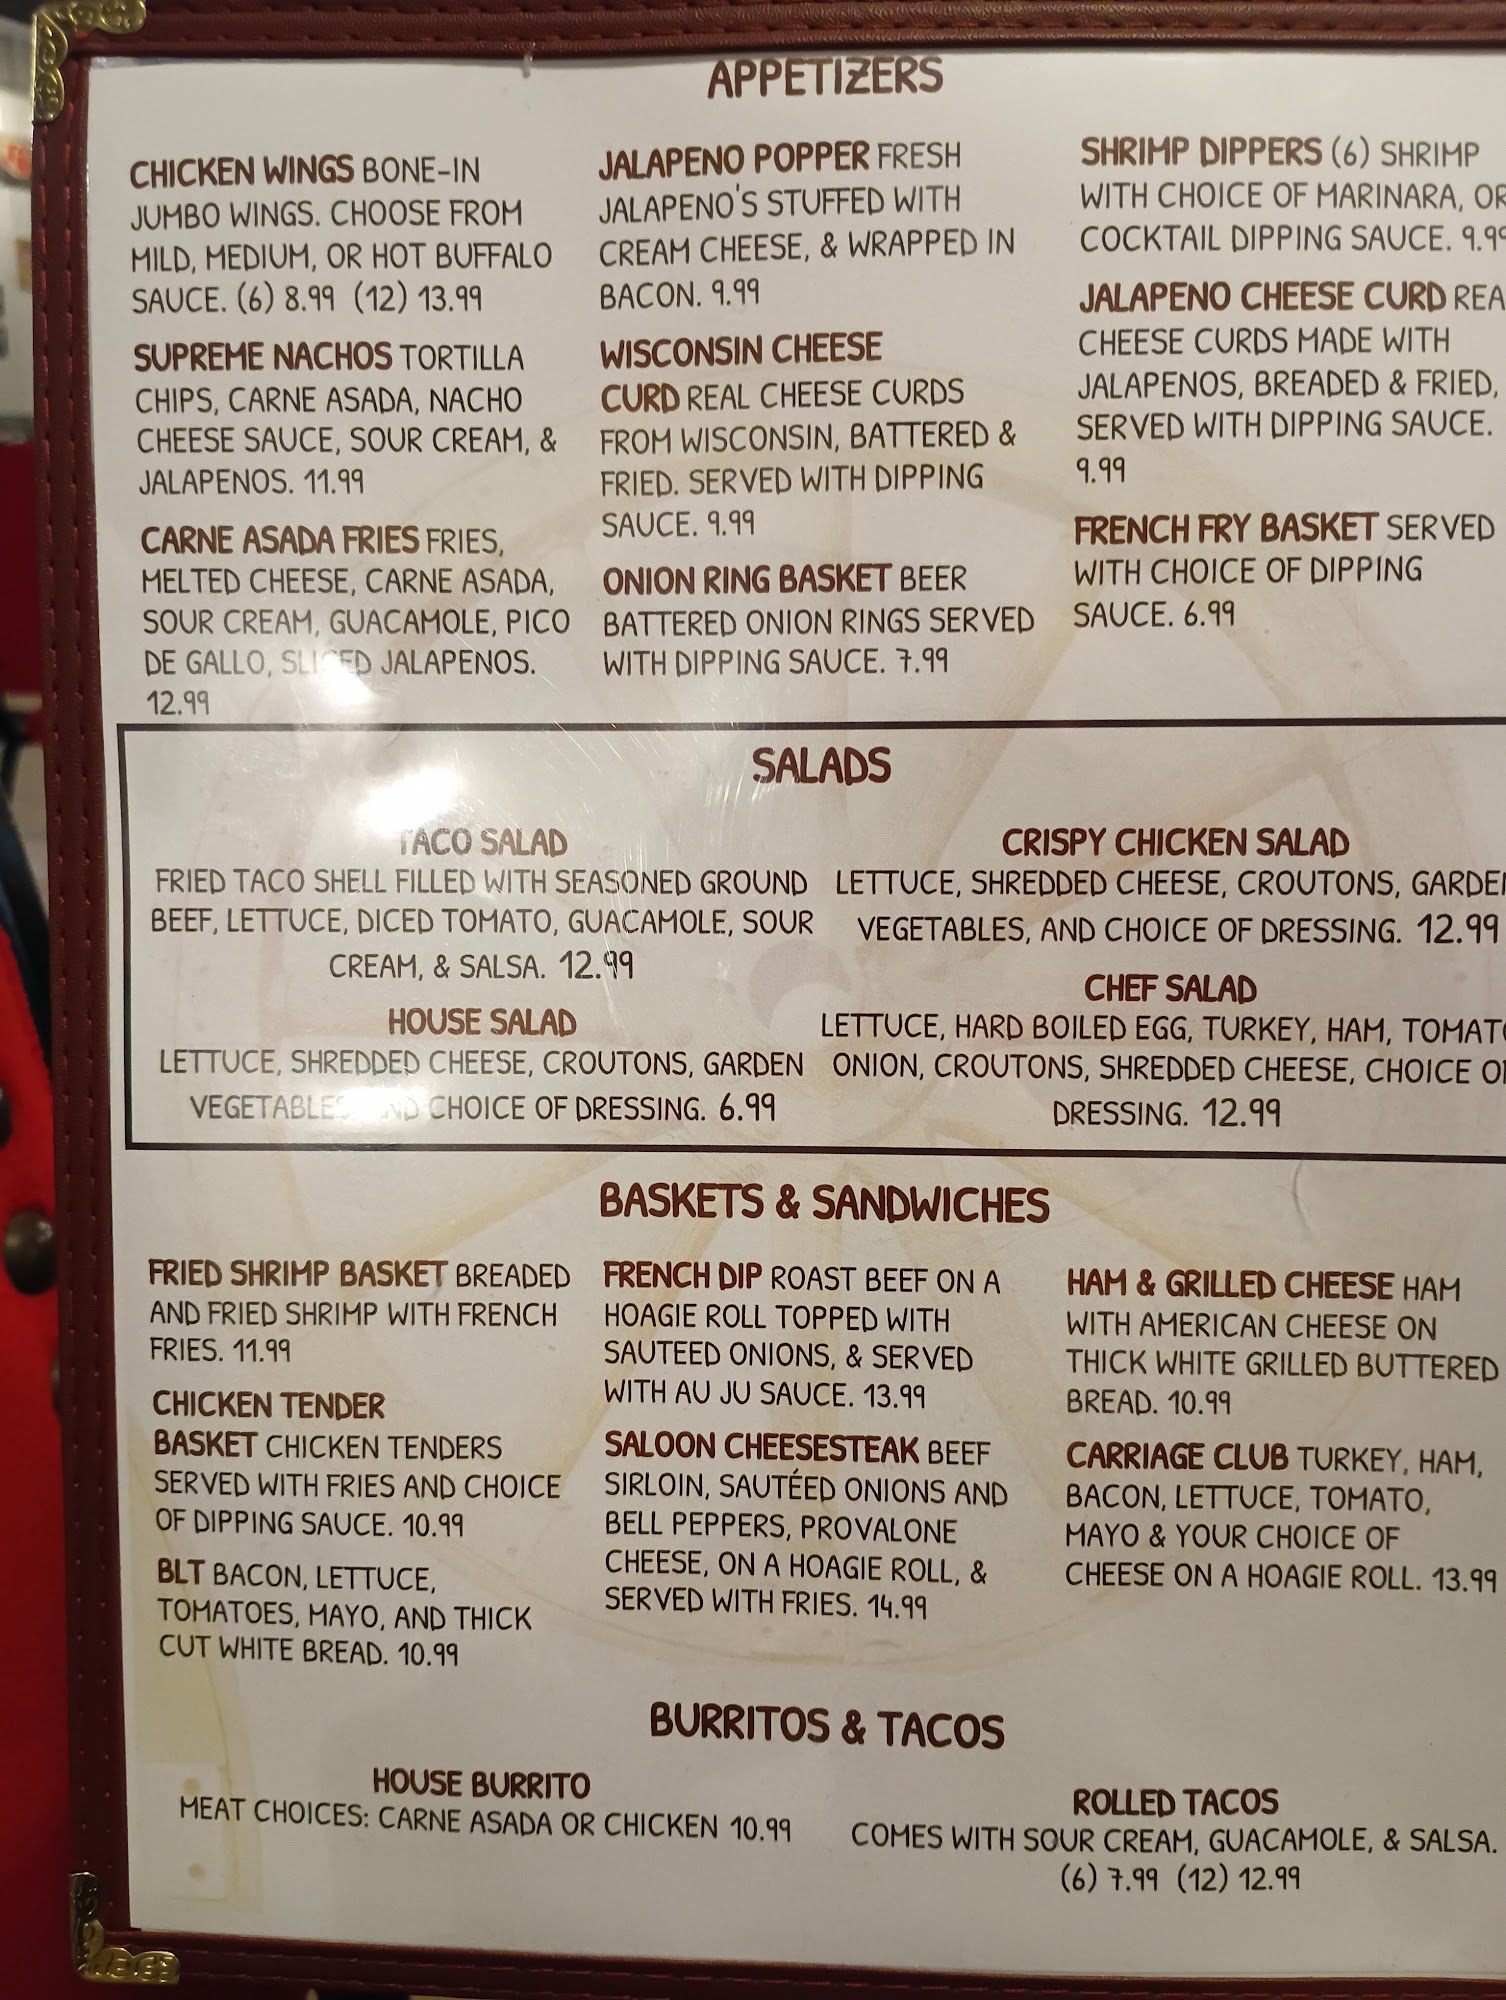 APPETIZERS
CHICKEN WINGS BONE-IN
JUMBO WINGS. CHOOSE FROM
MILD, MEDIUM, OR HOT BUFFALO
SAUCE. (6) 8.99 (12) 13.99
SUPREME NACHOS TORTILLA
CHIPS, CARNE ASADA, NACHO
CHEESE SAUCE, SOUR CREAM, &
JALAPENOS. 11.99
CARNE ASADA FRIES FRIES,
MELTED CHEESE, CARNE ASADA,
SOUR CREAM, GUACAMOLE, PICO
DE GALLO, SLICED JALAPENOS.
12.99
JALAPENO POPPER FRESH
JALAPENO'S STUFFED WITH
CREAM CHEESE, & WRAPPED IN
BACON. 9.99
WISCONSIN CHEESE
CURD REAL CHEESE CURDS
FROM WISCONSIN, BATTERED &
FRIED. SERVED WITH DIPPING
SAUCE. 9.99
ONION RING BASKET BEER
BATTERED ONION RINGS SERVED
WITH DIPPING SAUCE. 7.99
SHRIMP DIPPERS (6) SHRIMP
WITH CHOICE OF MARINARA, OR
COCKTAIL DIPPING SAUCE. 9.99
JALAPENO CHEESE CURD REA
CHEESE CURDS MADE WITH
JALAPENOS, BREADED & FRIED,
SERVED WITH DIPPING SAUCE.
9.99
FRENCH FRY BASKET SERVED
WITH CHOICE OF DIPPING
SAUCE. 6.99
SALADS
TACO SALAD
FRIED TACO SHELL FILLED WITH SEASONED GROUND
BEEF, LETTUCE, DICED TOMATO, GUACAMOLE, SOUR
CREAM, & SALSA. 12.99
HOUSE SALAD
LETTUCE, SHREDDED CHEESE, CROUTONS, GARDEN
VEGETABLES, AND CHOICE OF DRESSING. 6.99
CRISPY CHICKEN SALAD
LETTUCE, SHREDDED CHEESE, CROUTONS, GARDEN
VEGETABLES, AND CHOICE OF DRESSING. 12.99
CHEF SALAD
LETTUCE, HARD BOILED EGG, TURKEY, HAM, TOMATO
ONION, CROUTONS, SHREDDED CHEESE, CHOICE OF
DRESSING. 12.99
BASKETS & SANDWICHES
FRIED SHRIMP BASKET BREADED
AND FRIED SHRIMP WITH FRENCH
FRIES. 11.99
CHICKEN TENDER
BASKET CHICKEN TENDERS
SERVED WITH FRIES AND CHOICE
OF DIPPING SAUCE. 10.99
BLT BACON, LETTUCE,
TOMATOES, MAYO, AND THICK
CUT WHITE BREAD. 10.99
FRENCH DIP ROAST BEEF ON A
HOAGIE ROLL TOPPED WITH
SAUTEED ONIONS, & SERVED
WITH AU JU SAUCE. 13.99
SALOON CHEESESTEAK BEEF
SIRLOIN, SAUTÉED ONIONS AND
BELL PEPPERS, PROVALONE
CHEESE, ON A HOAGIE ROLL, &
SERVED WITH FRIES. 14.99
HAM & GRILLED CHEESE HAM
WITH AMERICAN CHEESE ON
THICK WHITE GRILLED BUTTERED
BREAD. 10.99
CARRIAGE CLUB TURKEY, HAM,
BACON, LETTUCE, TOMATO,
MAYO & YOUR CHOICE OF
CHEESE ON A HOAGIE ROLL. 13.99
BURRITOS & TACOS
HOUSE BURRITO
MEAT CHOICES: CARNE ASADA OR CHICKEN 10.99
ROLLED TACOS
COMES WITH SOUR CREAM, GUACAMOLE, & SALSA.
(6) 7.99 (12) 12.99